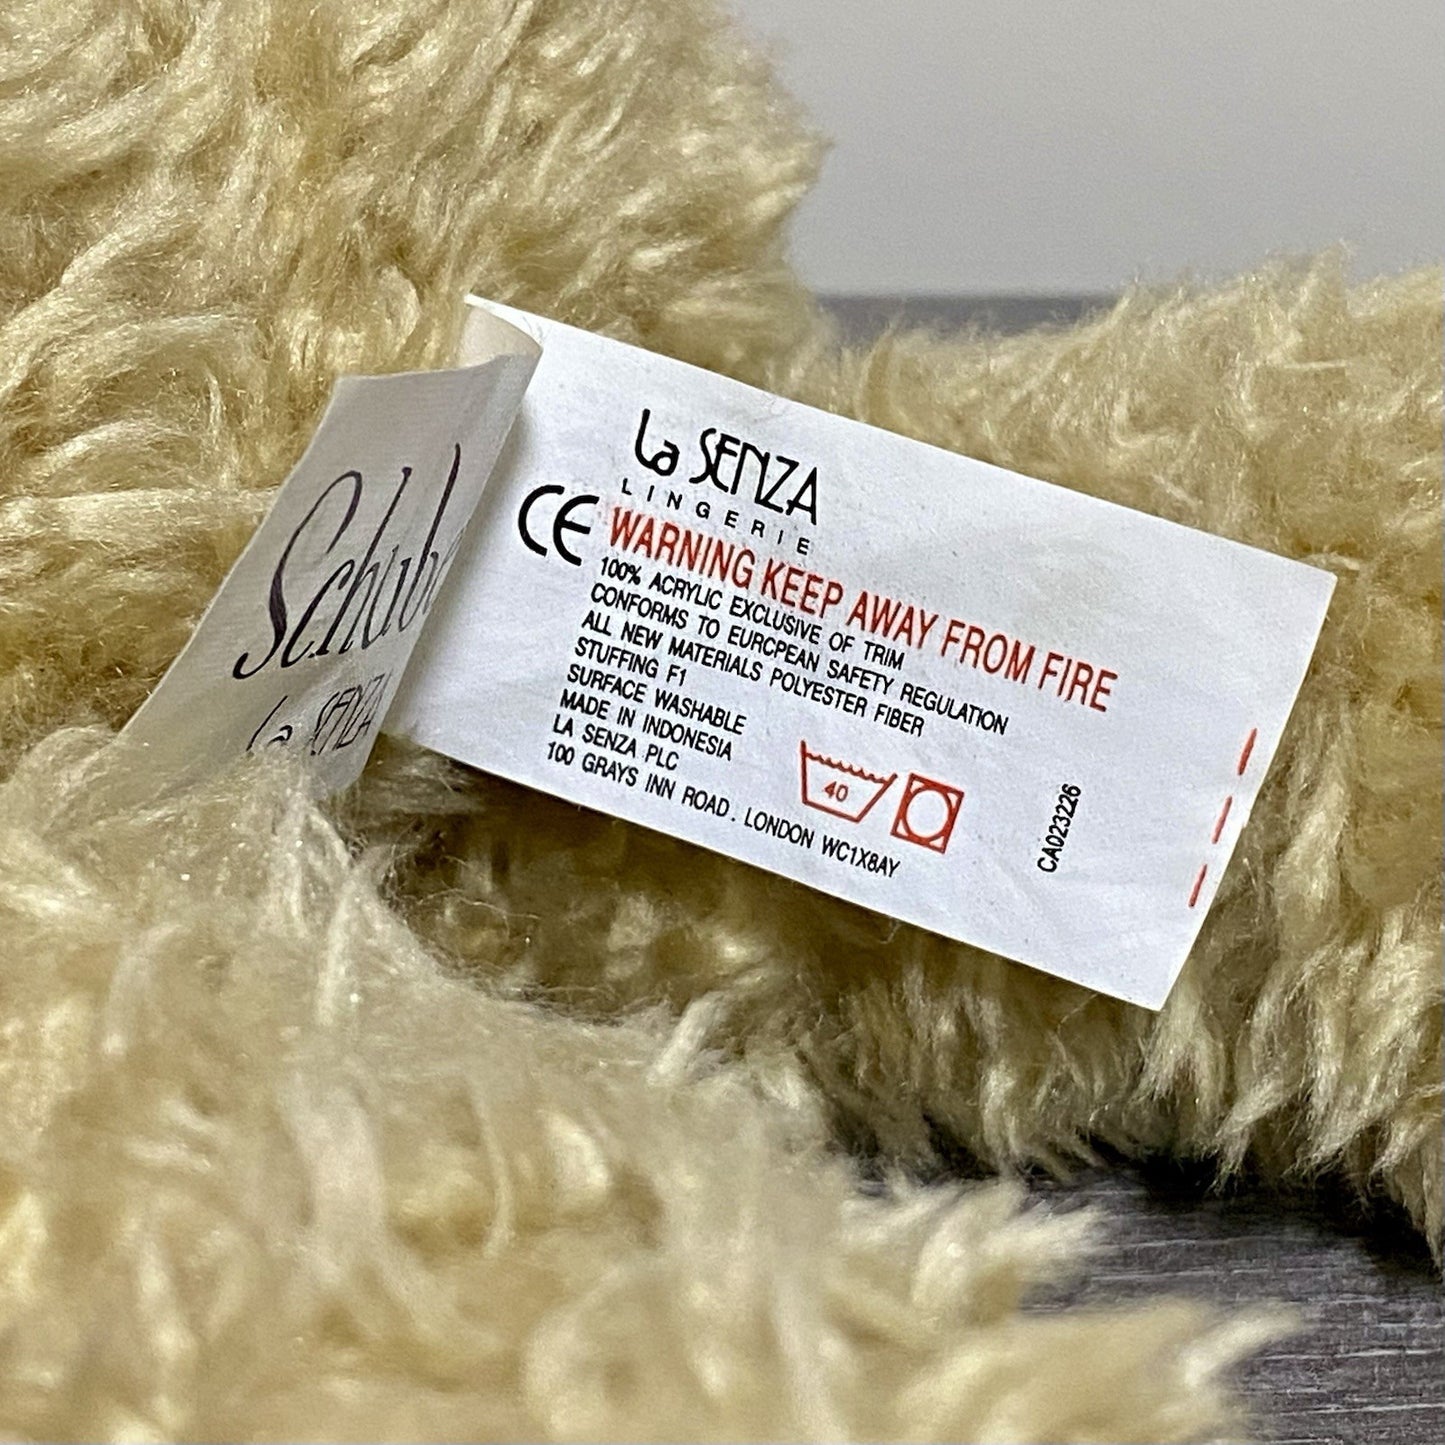 La SENZA
LINGERIE
CE
WARNING KEEP AWAY FROM FIRE
100% ACRYLIC EXCLUSIVE OF TRIM
CONFORMS TO EURCPEAN SAFETY REGULATION
ALL NEW MATERIALS POLYESTER FIBER
STUFFING F1
SURFACE WASHABLE
MADE IN INDONESIA
LA SENZA PLC
100 GRAYS INN ROAD. LONDON WC1X8AY
40
CA023226
La SENZA